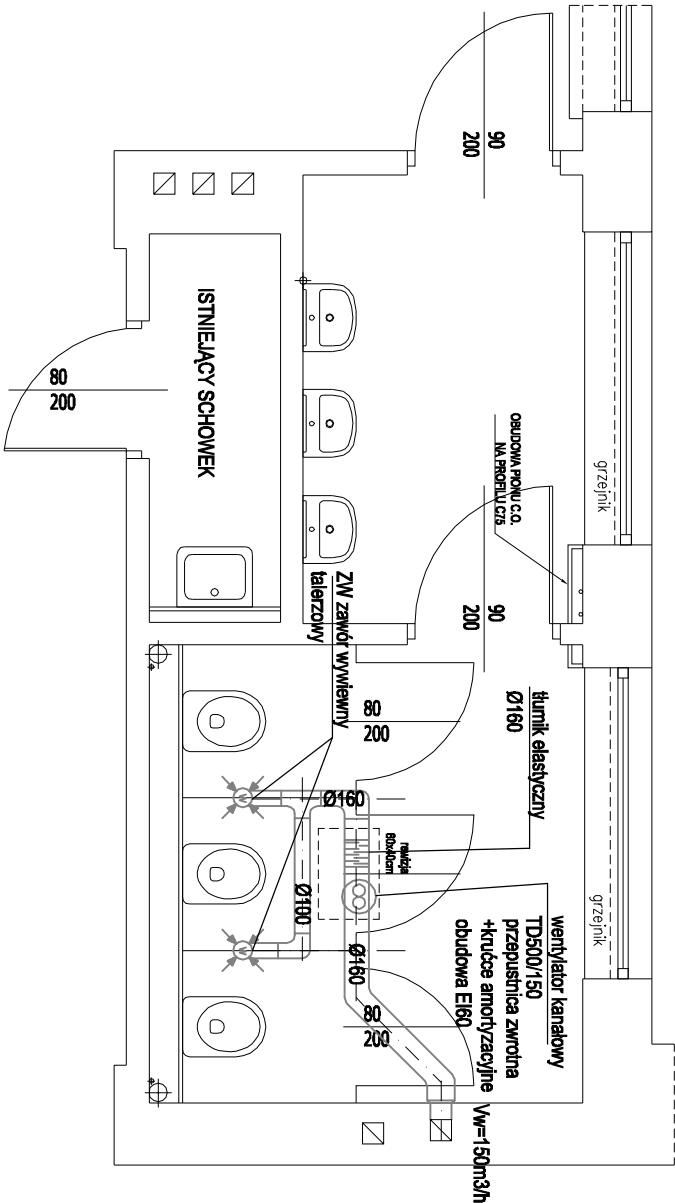 90
200
ISTNIEJĄCY SCHOWEK
80
200
OBUDOWA PIONU C.O.
NA PROFILU C75
grzejnik
90
200
ZW zawór wywiewny
talerzowy
80
200
tłumik elastyczny
Ø160
W
Ø160
rewizja
60x40cm
Ø100
W
Ø160
grzejnik
wentylator kanałowy
TD500/150
przepustnica zwrotna
+króćce amortyzacyjne
obudowa EI60
80
200
Vw=150m3/h